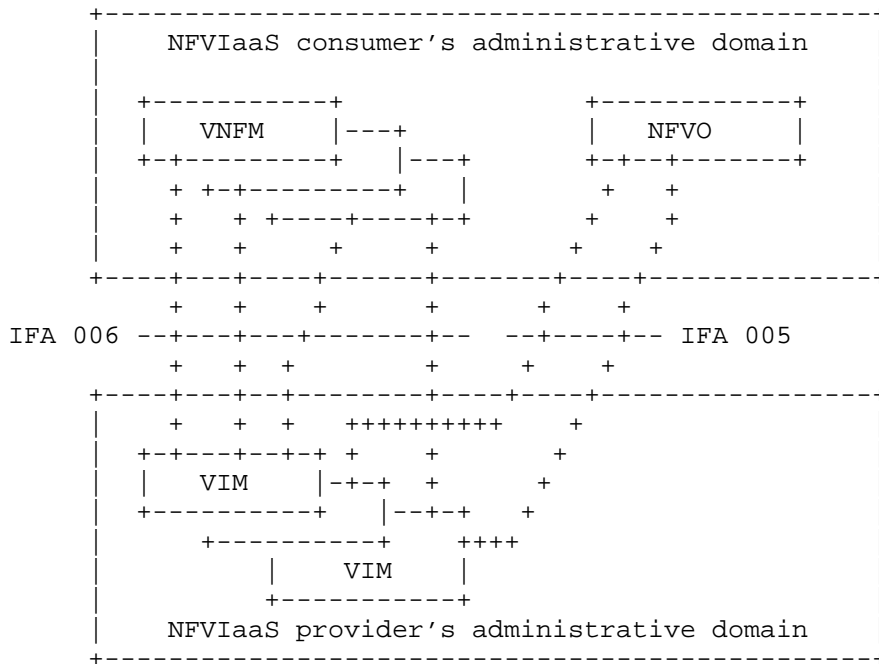 NFVIaaS consumer's administrative domain
VNFM NFVO
IFA 006 IFA 005
VIM
VIM
NFVIaaS provider's administrative domain